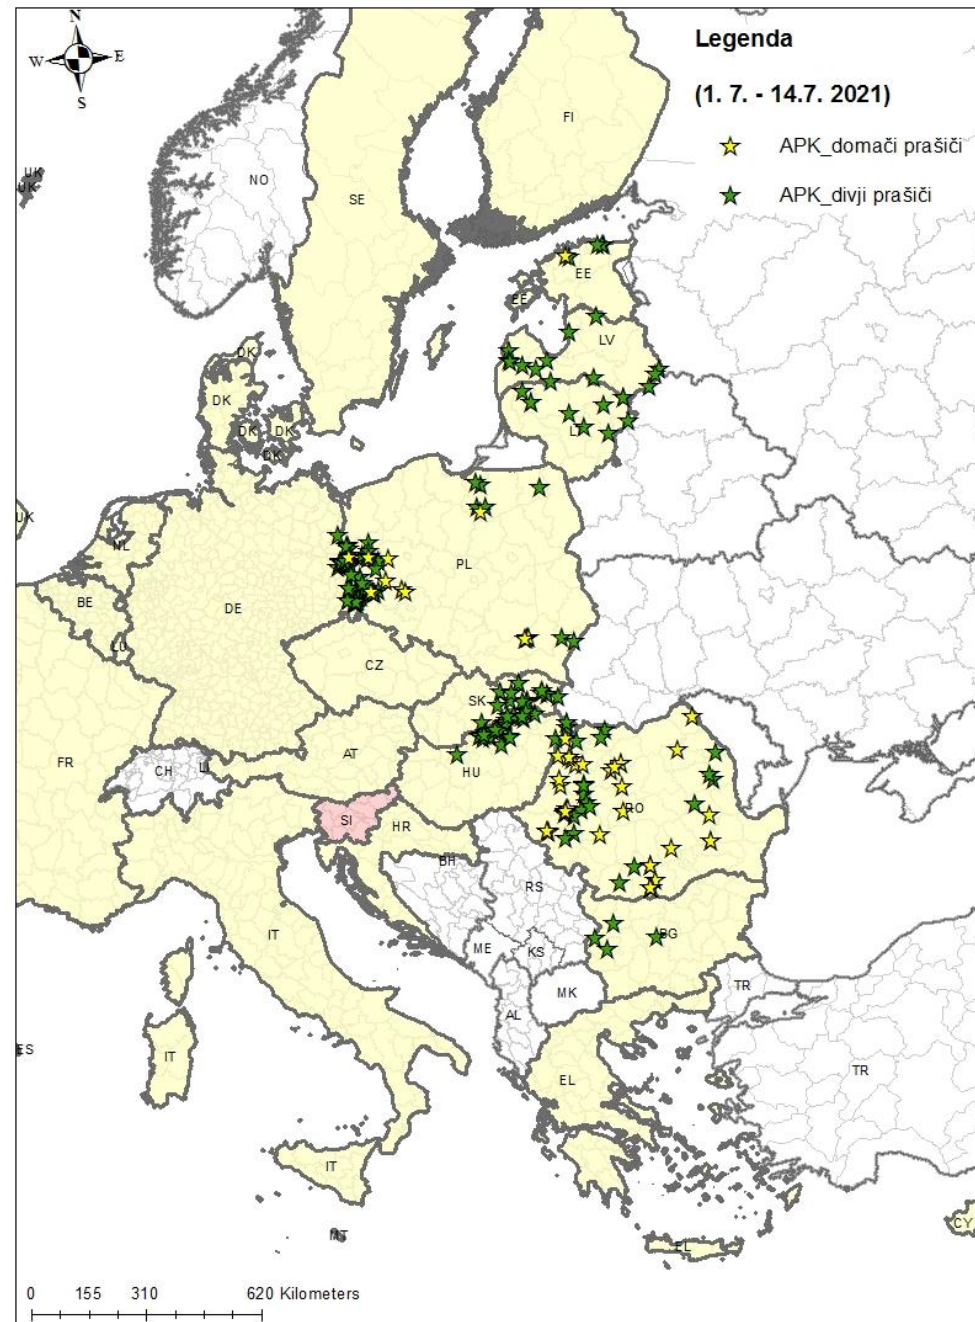 N
W E
S
Legenda
(1. 7. - 14.7. 2021)
APK_domači prašiči
APK_divji prašiči
FI
UK
UK
NO
SE
EE
EE
LV
DK
DK
DK
DK
DK
UK
NL
PL
BE
DE
LU
CZ
SK
AT
FR
CH
HU
RO
SI
HR
BH
RS
IT
BG
ME
KS
TR
MK
AL
ES
IT
EL
TR
IT
CY
MT
EL
0 155 310 620 Kilometers